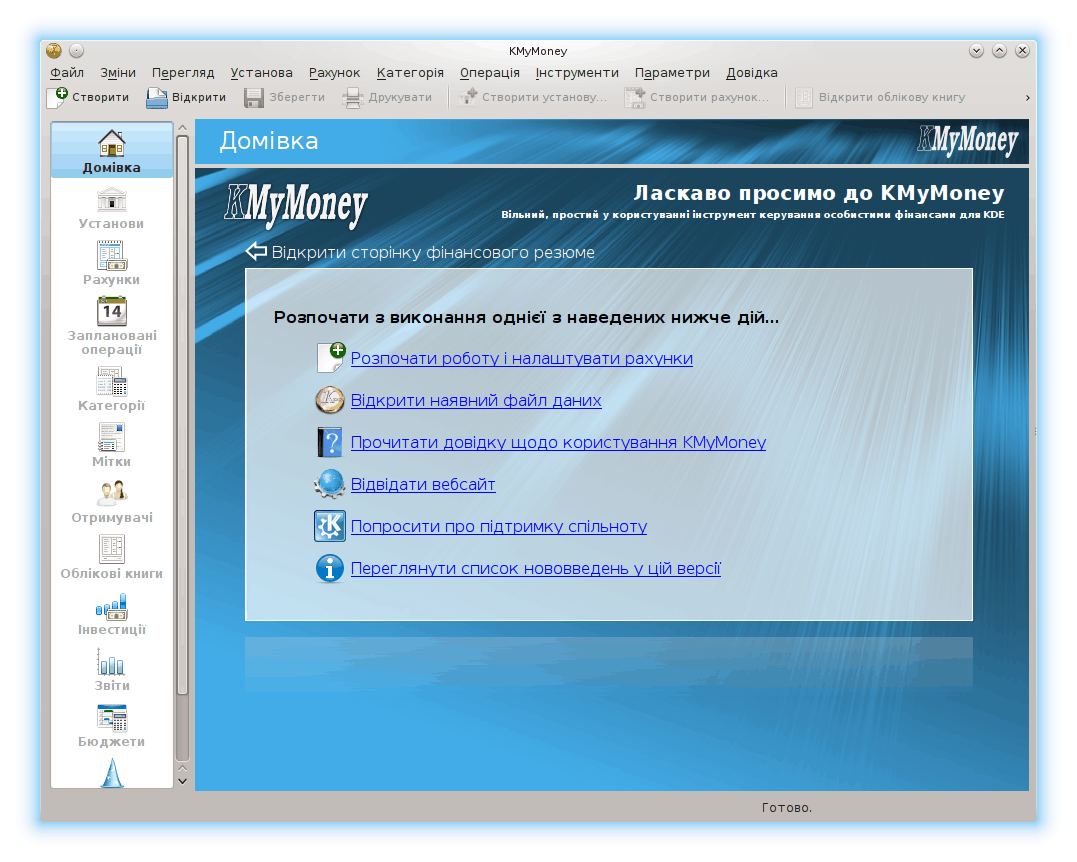 KMyMoney
Файл Зміни Перегляд Установа Рахунок Категорія Операція Інструменти Параметри Довідка
Створити Відкрити Зберегти Друкувати Створити установу... Створити рахунок... Відкрити облікову книгу
Домівка
Установи
Рахунки
14
Заплановані
операції
Категорії
Мітки
Отримувачі
Облікові книги
Інвестиції
Звіти
Бюджети
Домівка
KMyMoney
KMyMoney
Ласкаво просимо до KMyMoney
Вільний, простий у користуванні інструмент керування особистими фінансами для KDE
Відкрити сторінку фінансового резюме
Розпочати з виконання однієї з наведених нижче дій...
Розпочати роботу і налаштувати рахунки
Відкрити наявний файл даних
Прочитати довідку щодо користування KMyMoney
Відвідати вебсайт
Попросити про підтримку спільноту
Переглянути список нововведень у цій версії
Готово.